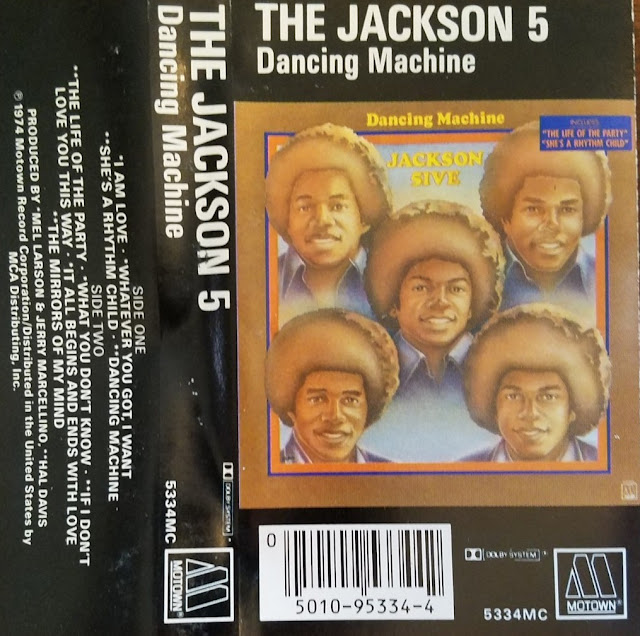 THE JACKSON 5
Dancing Machine
Dancing Machine
INCLUDES
"THE LIFE OF THE PARTY"
"SHE'S A RHYTHM CHILD"
JACKSON
SIVE
0
5010-95334-4
DOLBY SYSTEM
5334MC
MOTOWN®
THE JACKSON 5
Dancing Machine
DOLBY SYSTEM
5334MC
MOTOWN®
SIDE ONE
*I AM LOVE · *WHATEVER YOU GOT, I WANT
**SHE'S A RHYTHM CHILD · **DANCING MACHINE
SIDE TWO
**THE LIFE OF THE PARTY · *WHAT YOU DON'T KNOW · **IF I DON'T
LOVE YOU THIS WAY · *IT ALL BEGINS AND ENDS WITH LOVE
**THE MIRRORS OF MY MIND
PRODUCED BY *MEL LARSON & JERRY MARCELLINO, **HAL DAVIS
℗ 1974 Motown Record Corporation/Distributed in the United States by
MCA Distributing, Inc.